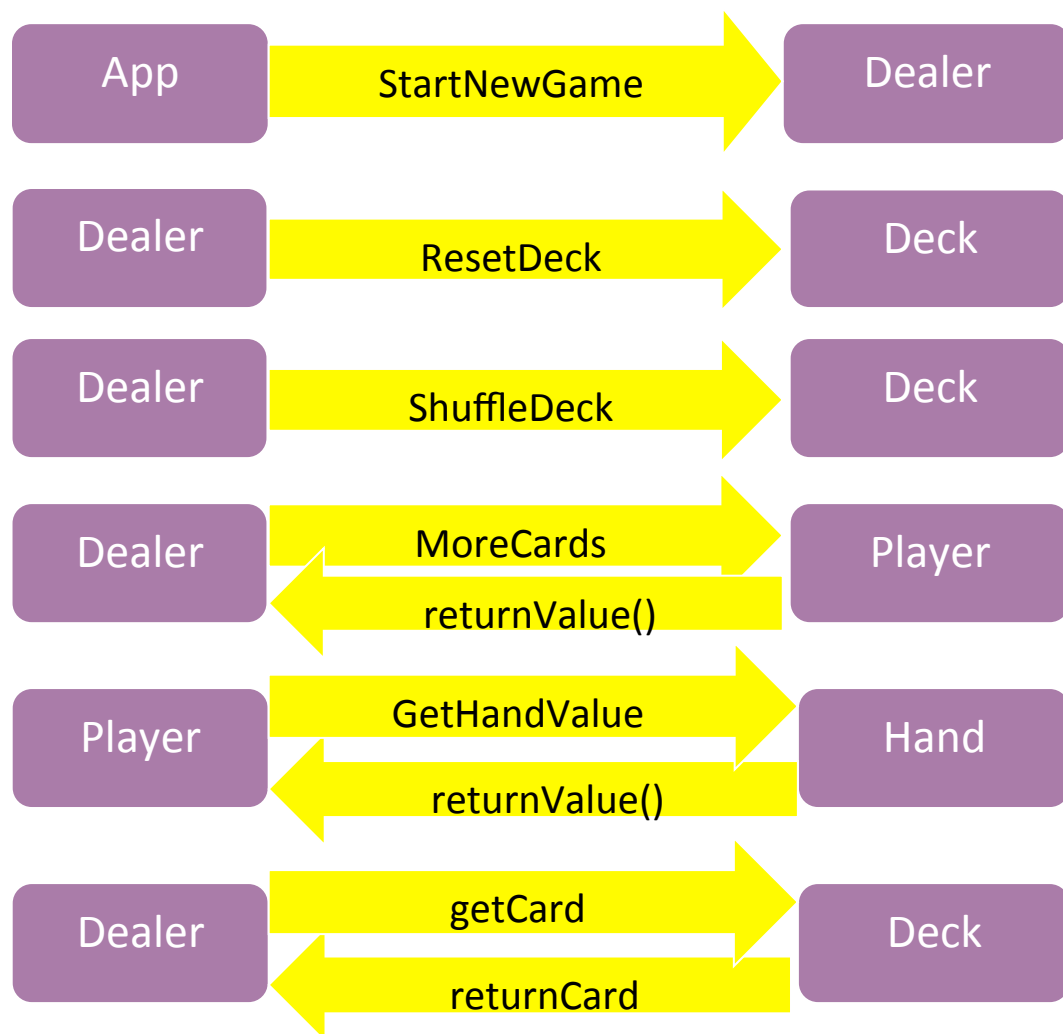 App StartNewGame Dealer
Dealer ResetDeck Deck
Dealer ShuffleDeck Deck
Dealer MoreCards Player
returnValue()
Player GetHandValue Hand
returnValue()
Dealer getCard Deck
returnCard